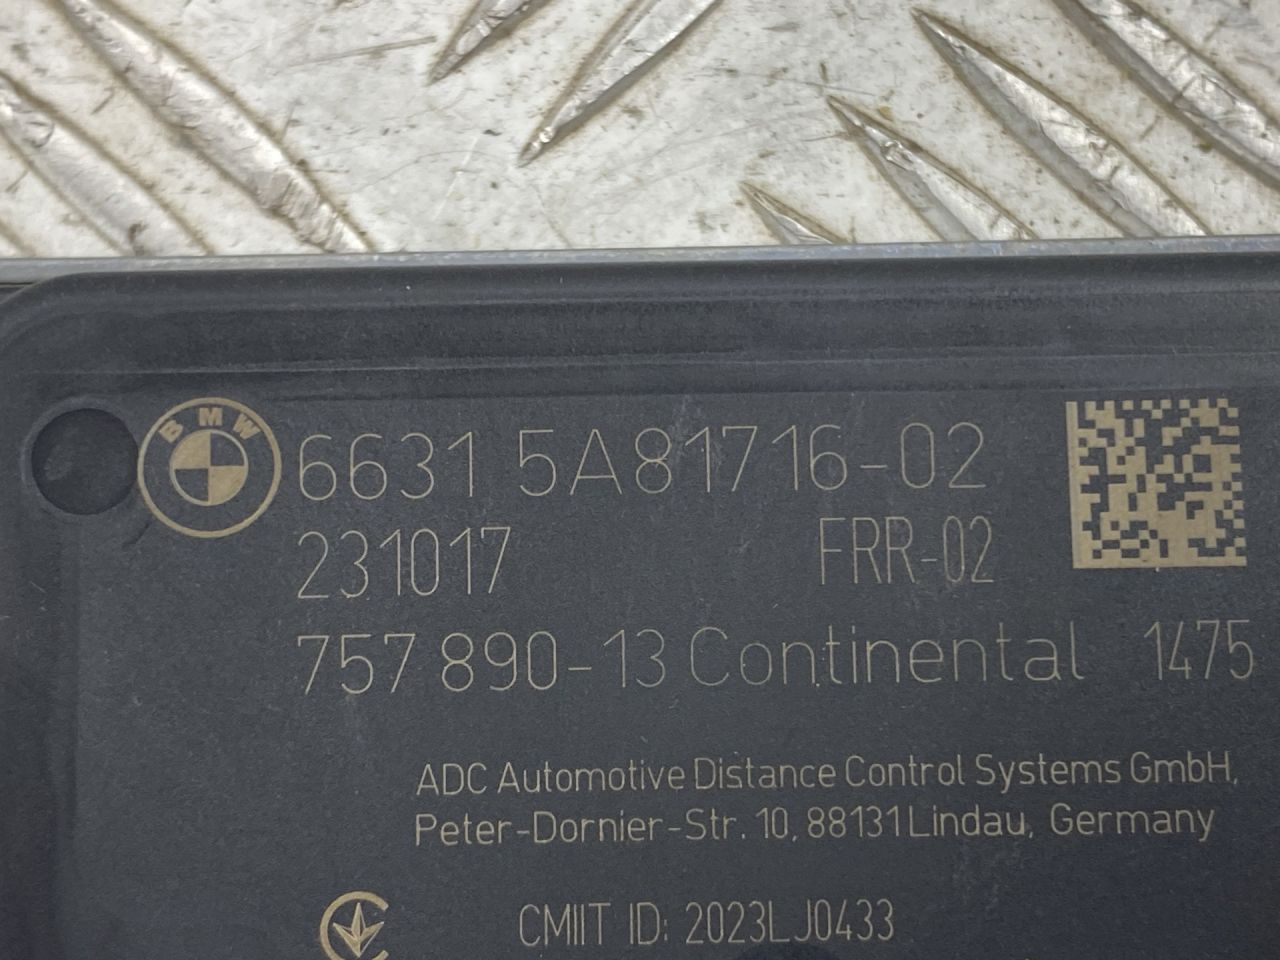 BMW
6631 5A81716-02
231017 FRR-02
757 890-13 Continental 1475
ADC Automotive Distance Control Systems GmbH,
Peter-Dornier-Str. 10, 88131 Lindau, Germany
CMIIT ID: 2023LJ0433